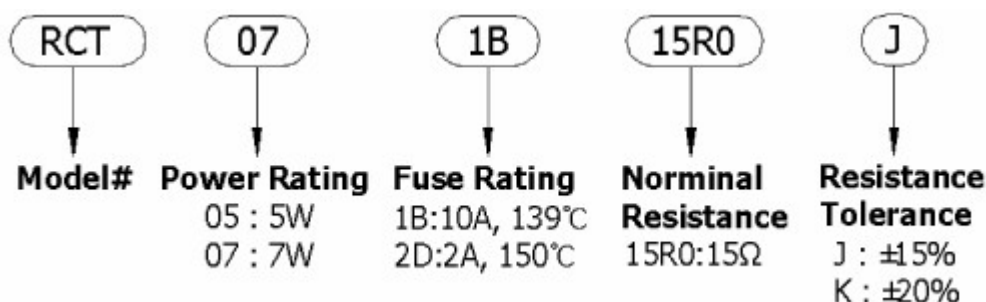 RCT 07 1B 15R0 J
Model# Power Rating Fuse Rating Norminal Resistance
05 : 5W 1B:10A, 139℃ Resistance Tolerance
07 : 7W 2D:2A, 150℃ 15R0:15Ω J : ±15%
K : ±20%